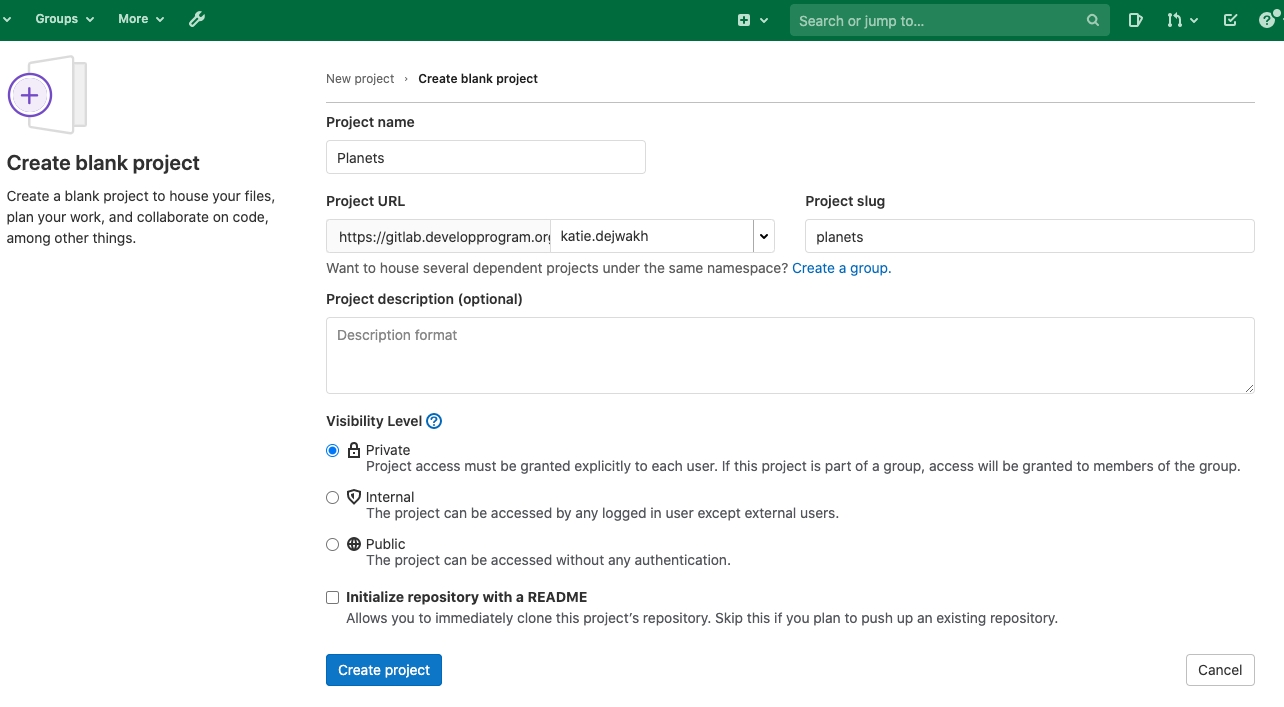 Groups
More
Search or jump to...
New project › Create blank project
Create blank project
Create a blank project to house your files,
plan your work, and collaborate on code,
among other things.
Project name
Planets
Project URL
Project slug
https://gitlab.developprogram.org
katie.dejwakh
planets
Want to house several dependent projects under the same namespace? Create a group.
Project description (optional)
Description format
Visibility Level
Private
Project access must be granted explicitly to each user. If this project is part of a group, access will be granted to members of the group.
Internal
The project can be accessed by any logged in user except external users.
Public
The project can be accessed without any authentication.
Initialize repository with a README
Allows you to immediately clone this project's repository. Skip this if you plan to push up an existing repository.
Create project
Cancel